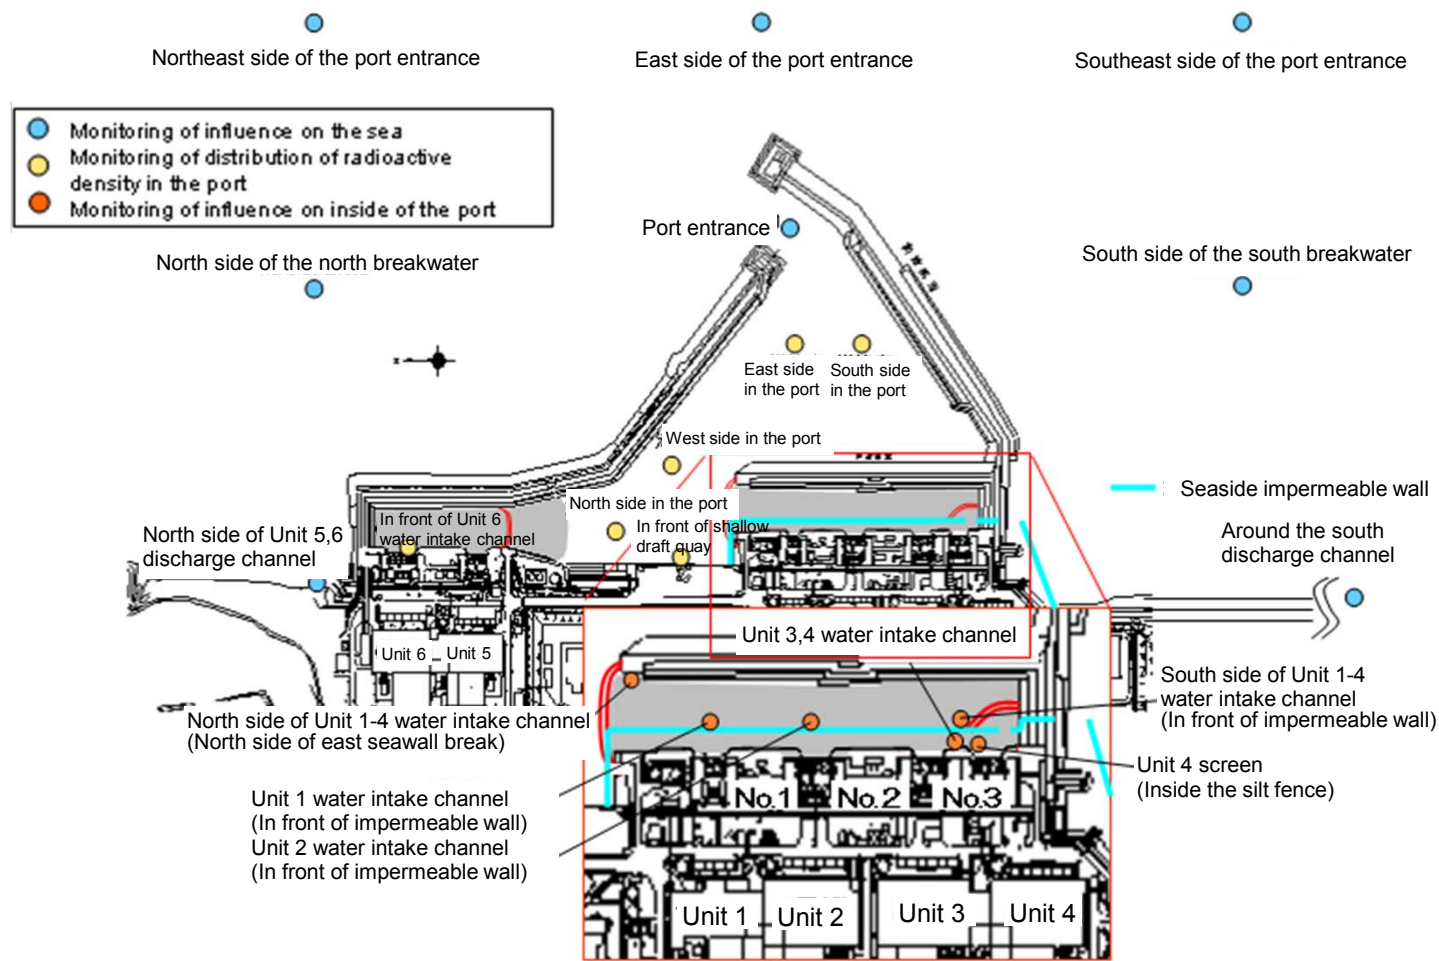 Northeast side of the port entrance
East side of the port entrance
Southeast side of the port entrance
Monitoring of influence on the sea
Monitoring of distribution of radioactive
density in the port
Monitoring of influence on inside of the port
Port entrance
North side of the north breakwater
South side of the south breakwater
East side
in the port
South side
in the port
West side in the port
North side in the port
In front of shallow
draft quay
In front of Unit 6
water intake channel
North side of Unit 5,6
discharge channel
Seaside impermeable wall
Around the south
discharge channel
Unit 6
Unit 5
Unit 3,4 water intake channel
South side of Unit 1-4
water intake channel
(In front of impermeable wall)
North side of Unit 1-4 water intake channel
(North side of east seawall break)
Unit 4 screen
(Inside the silt fence)
Unit 1 water intake channel
(In front of impermeable wall)
Unit 2 water intake channel
(In front of impermeable wall)
No.1
No.2
No.3
Unit 1
Unit 2
Unit 3
Unit 4